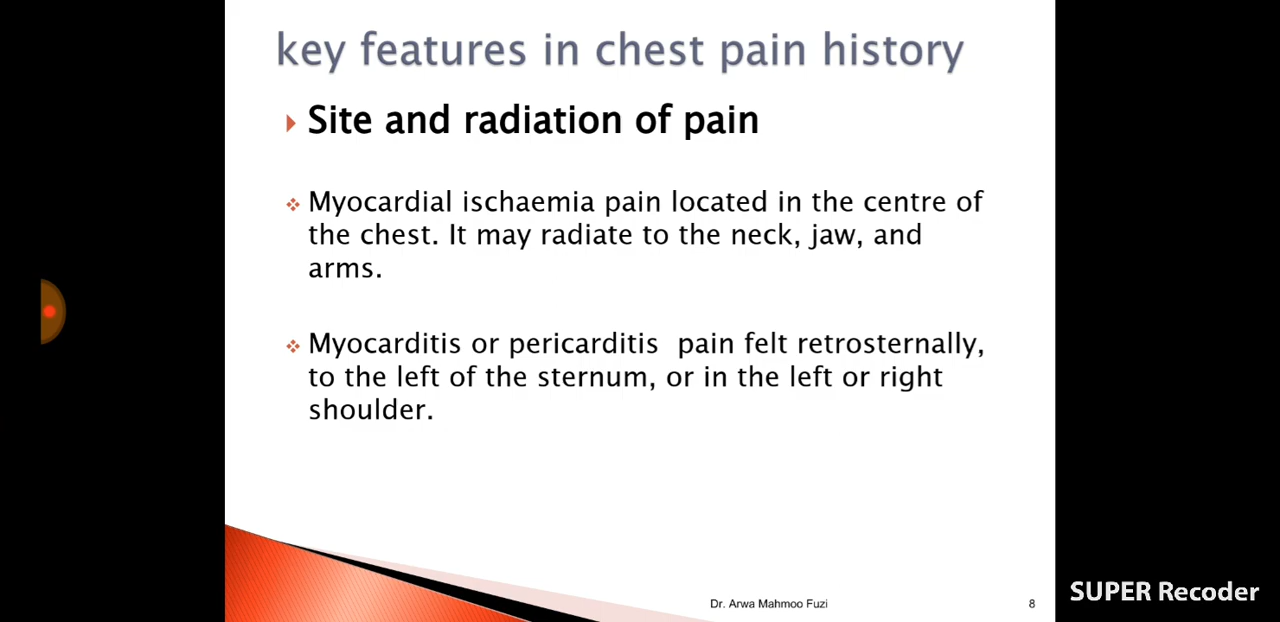 key features in chest pain history
Site and radiation of pain
Myocardial ischaemia pain located in the centre of
the chest. It may radiate to the neck, jaw, and
arms.
Myocarditis or pericarditis  pain felt retrosternally,
to the left of the sternum, or in the left or right
shoulder.
Dr. Arwa Mahmoo Fuzi
8
SUPER Recoder